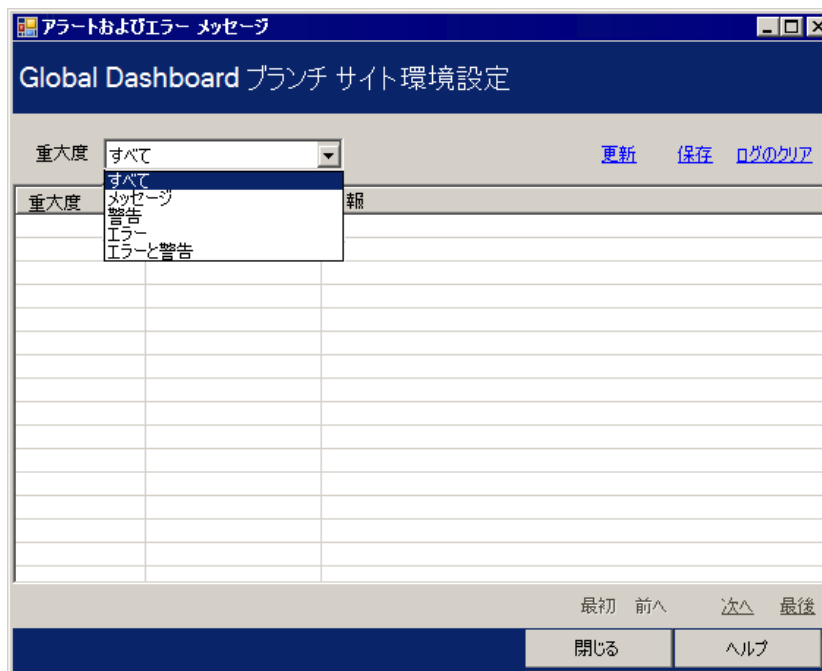 アラートおよびエラー メッセージ
Global Dashboard ブランチ サイト環境設定
重大度 すべて 更新 保存 ログのクリア
すべて
メッセージ
警告
エラー
エラーと警告
重大度 報
最初 前へ 次へ 最後
閉じる ヘルプ